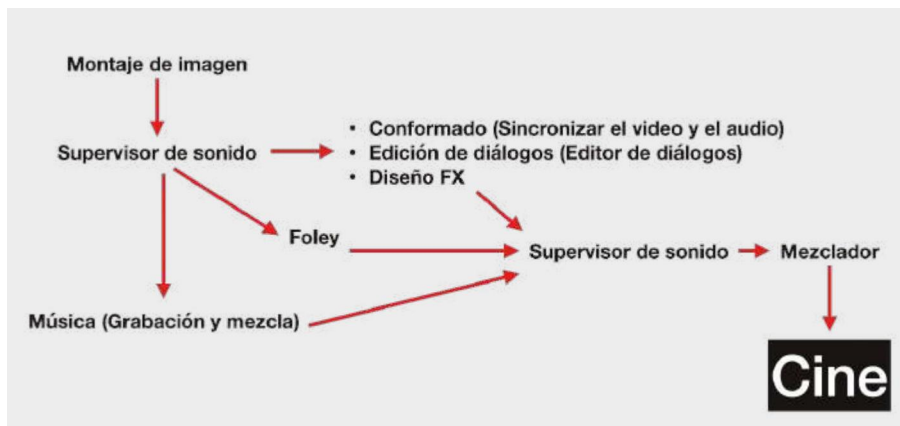 Montaje de imagen
Supervisor de sonido
• Conformado (Sincronizar el video y el audio)
• Edición de diálogos (Editor de diálogos)
• Diseño FX
Foley
Supervisor de sonido
Mezclador
Música (Grabación y mezcla)
Cine